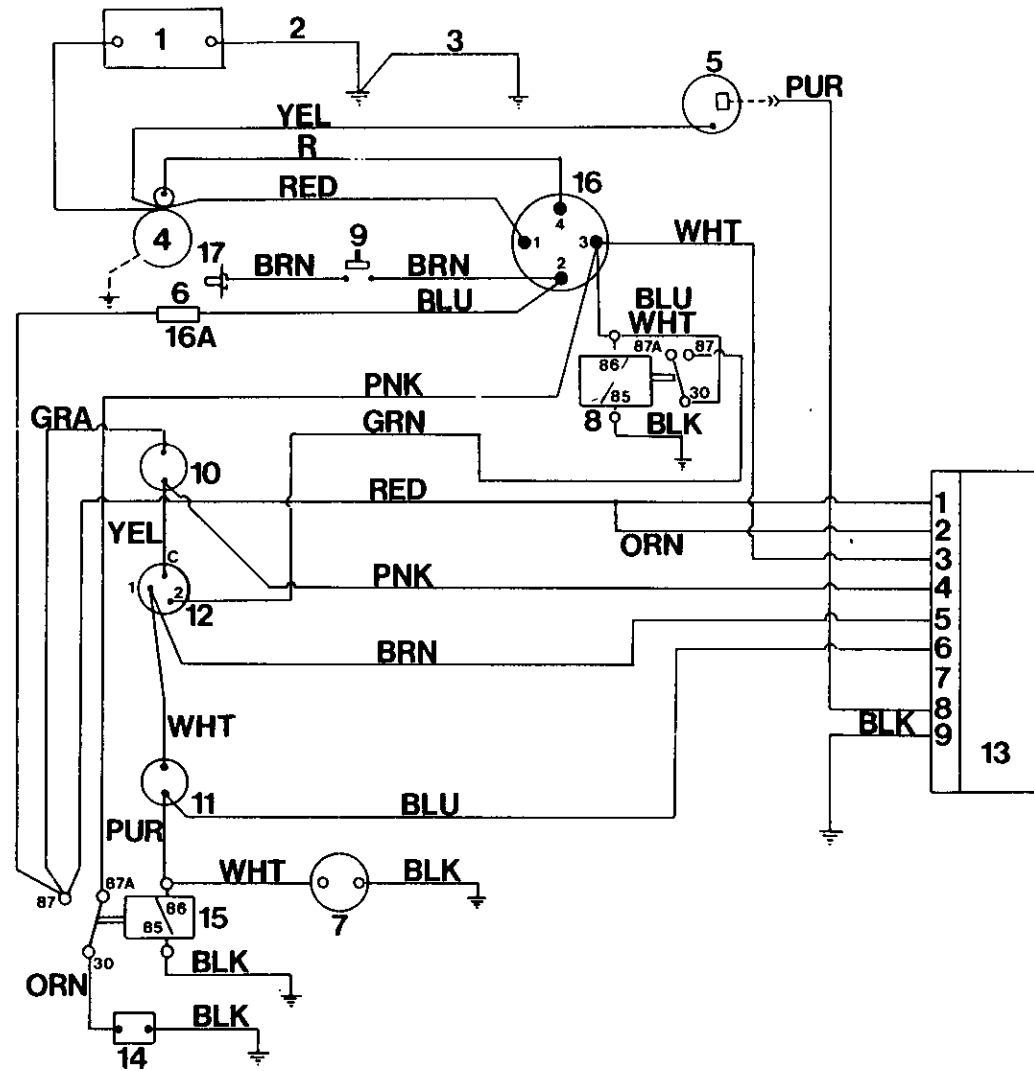 1
2
3
5
PUR
YEL
R
RED
16
4
4
1
3
2
WHT
17
9
BRN
BRN
6
BLU
16A
BLU
WHT
87A
87
86
85
30
8
BLK
PNK
GRA
GRN
10
RED
1
YEL
ORN
2
3
C
1
2
12
PNK
4
5
BRN
6
7
WHT
8
BLK
9
13
11
BLU
PUR
WHT
BLK
7
87
87A
86
85
15
30
BLK
ORN
BLK
14